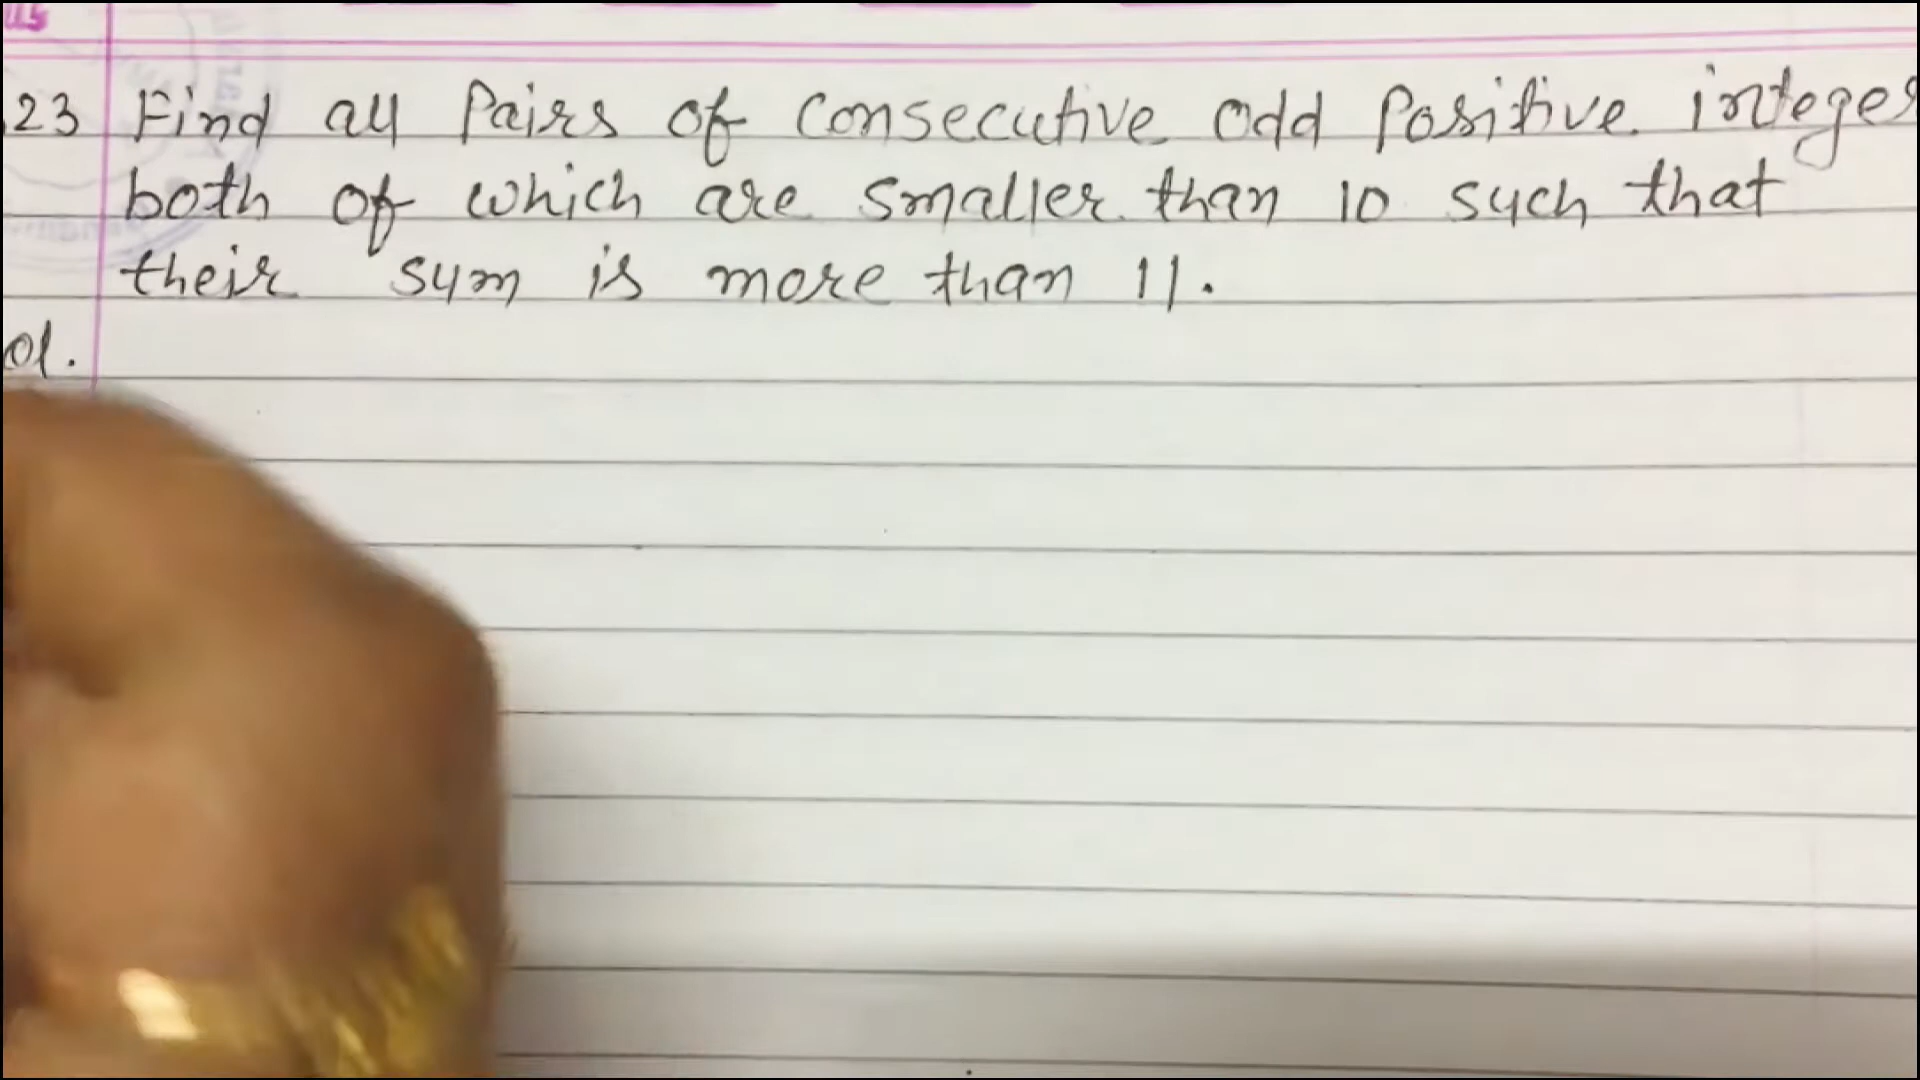 23 Find all Pairs of Consecutive odd Positive integers
both of which are smaller than 10 such that
their sum is more than 11.
ol.